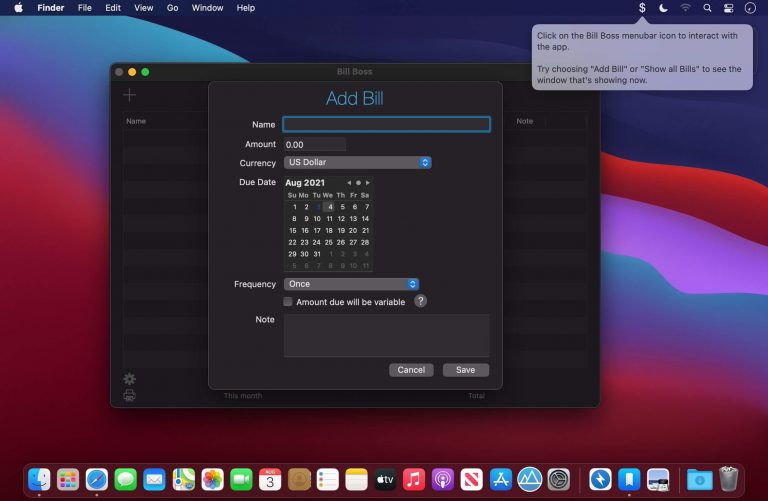 Finder File Edit View Go Window Help
Click on the Bill Boss menubar icon to interact with
the app.
Try choosing "Add Bill" or "Show all Bills" to see the
window that's showing now.
Bill Boss
Name
Note
Add Bill
Name
Amount 0.00
Currency US Dollar
Due Date Aug 2021
Su Mo Tu We Th Fr Sa
1 2 3 4 5 6 7
8 9 10 11 12 13 14
15 16 17 18 19 20 21
22 23 24 25 26 27 28
29 30 31 1 2 3 4
5 6 7 8 9 10 11
Frequency Once
Amount due will be variable ?
Note
Cancel Save
This month
Total
AUG
3
tv